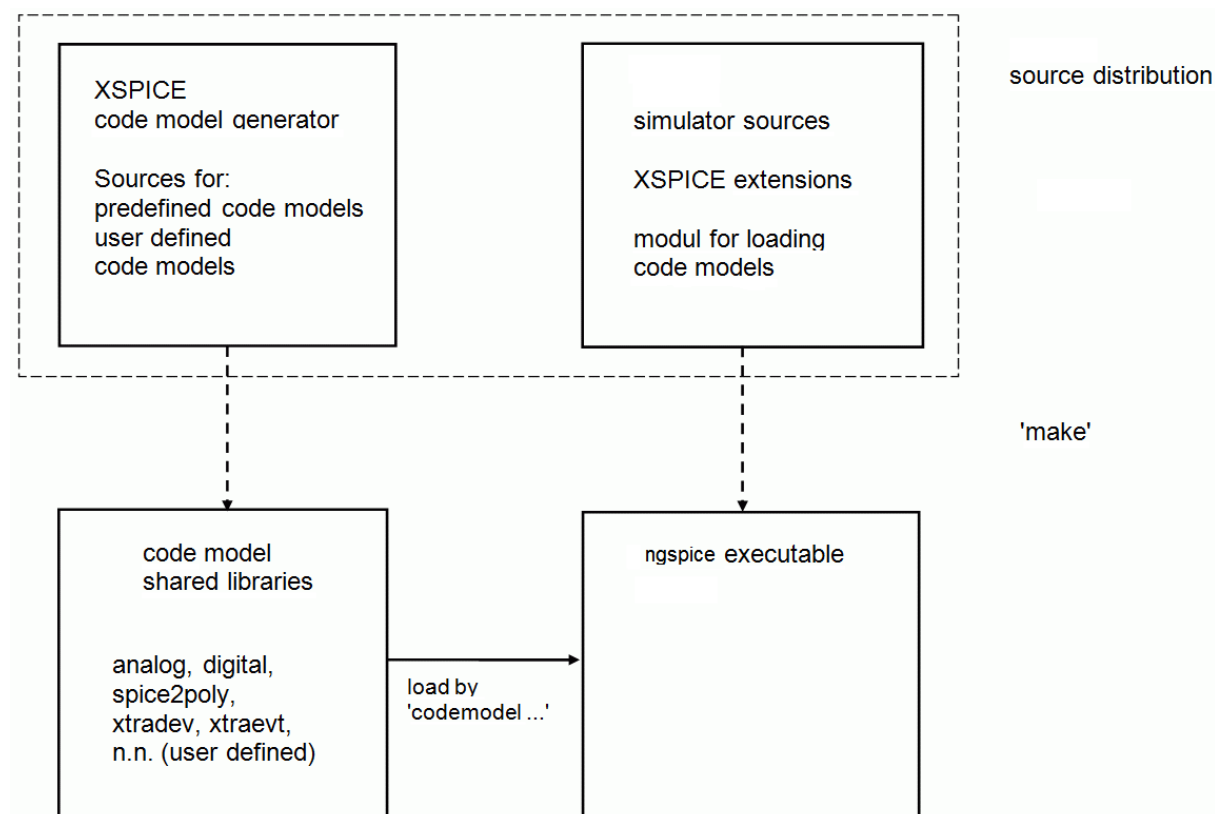 XSPICE
code model generator
Sources for:
predefined code models
user defined
code models
simulator sources
XSPICE extensions
modul for loading
code models
source distribution
'make'
code model
shared libraries
analog, digital,
spice2poly,
xtradev, xtraevt,
n.n. (user defined)
load by
'codemodel ...'
ngspice executable